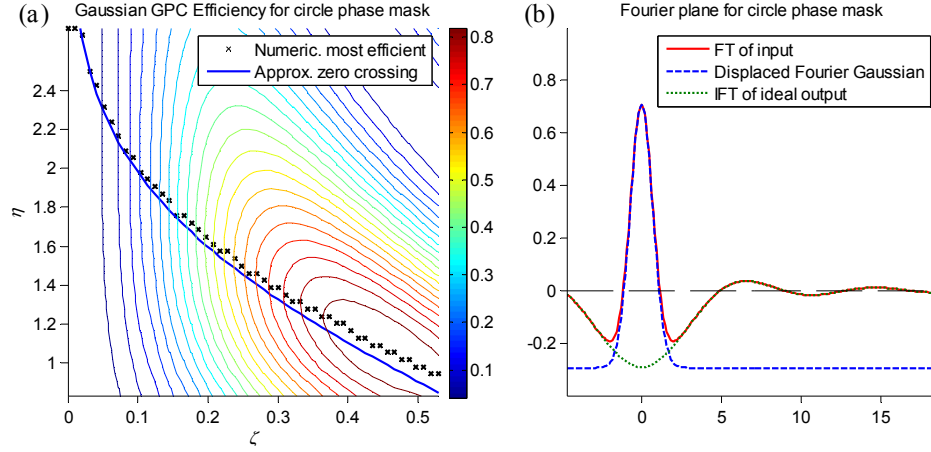 (a) Gaussian GPC Efficiency for circle phase mask
Numeric. most efficient
Approx. zero crossing
2.4
2.2
2
1.8
1.6
1.4
1.2
1
η
0 0.1 0.2 0.3 0.4 0.5
ζ
0.8
0.7
0.6
0.5
0.4
0.3
0.2
0.1
(b) Fourier plane for circle phase mask
FT of input
Displaced Fourier Gaussian
IFT of ideal output
0.8
0.6
0.4
0.2
0
-0.2
0 5 10 15